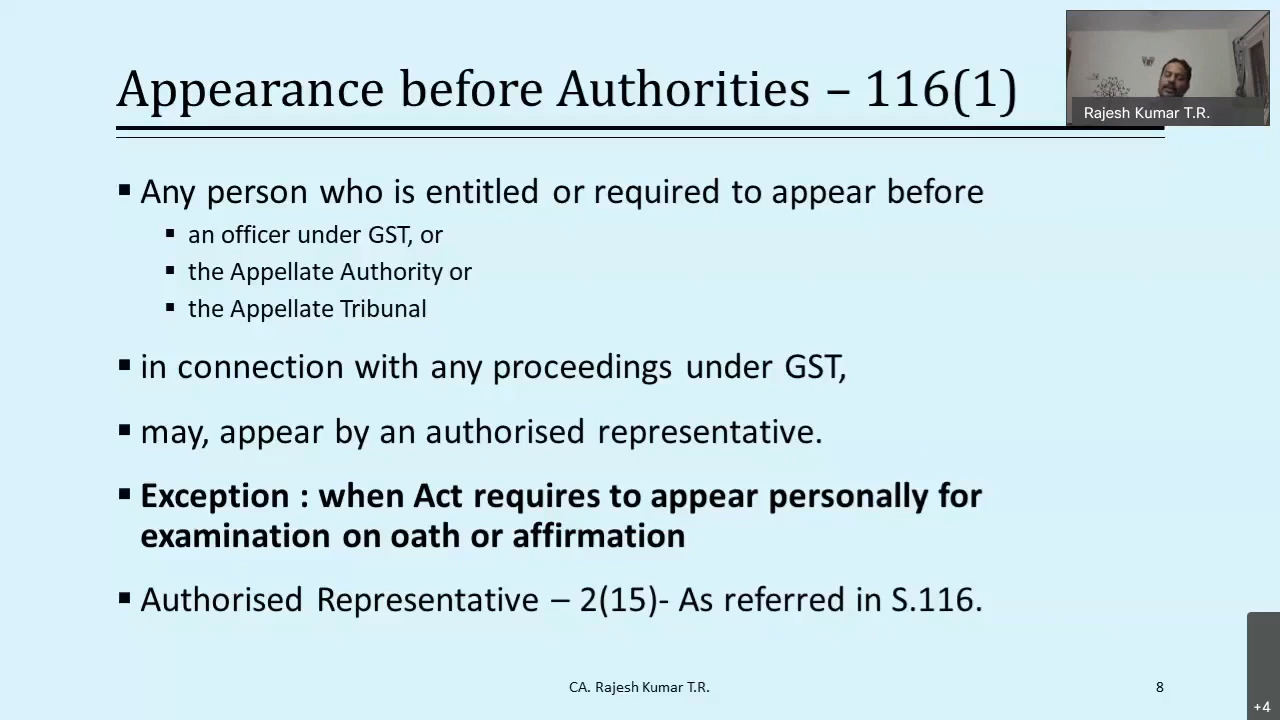 Appearance before Authorities – 116(1)
Rajesh Kumar T.R.
▪ Any person who is entitled or required to appear before
▪ an officer under GST, or
▪ the Appellate Authority or
▪ the Appellate Tribunal
▪ in connection with any proceedings under GST,
▪ may, appear by an authorised representative.
▪ Exception : when Act requires to appear personally for
examination on oath or affirmation
▪ Authorised Representative – 2(15)- As referred in S.116.
CA. Rajesh Kumar T.R.
8
+4